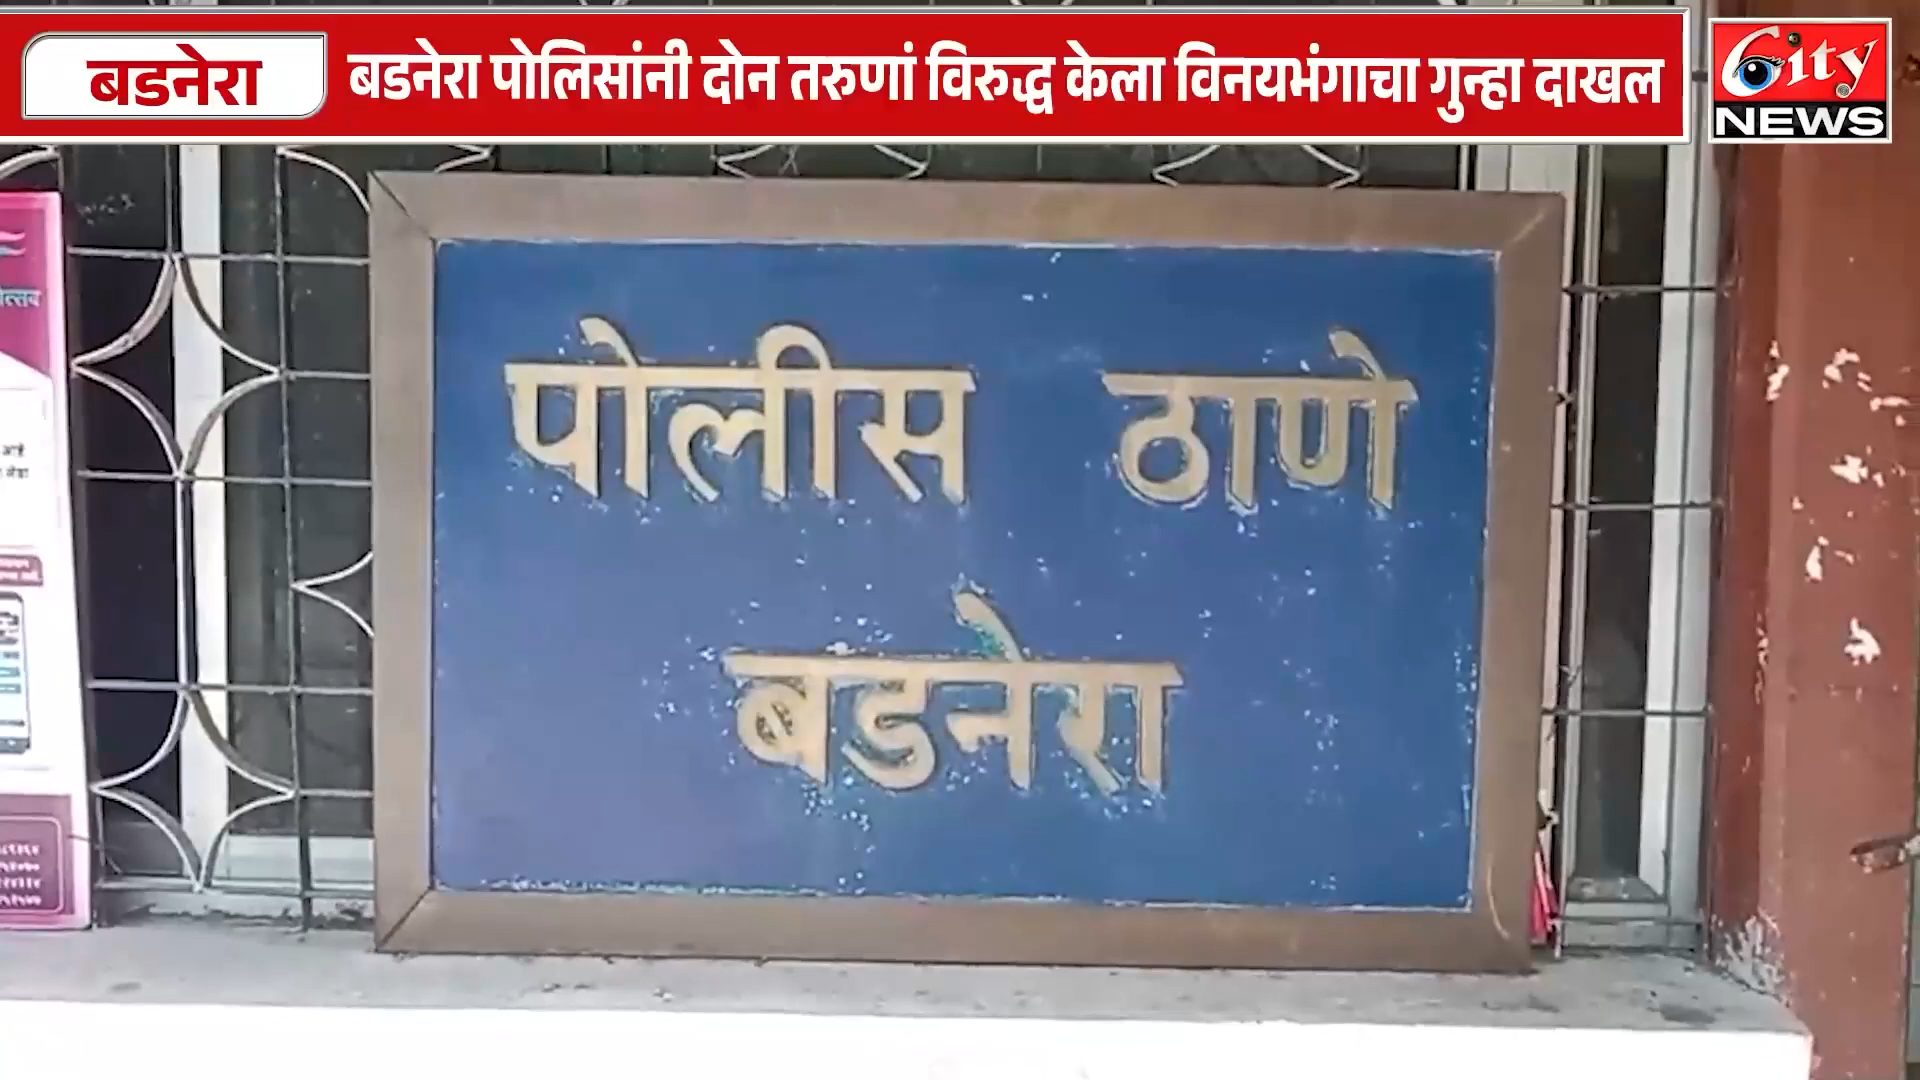 बडनेरा
बडनेरा पोलिसांनी दोन तरुणां विरुद्ध केला विनयभंगाचा गुन्हा दाखल
City
NEWS
पोलीस ठाणे
बडनेरा